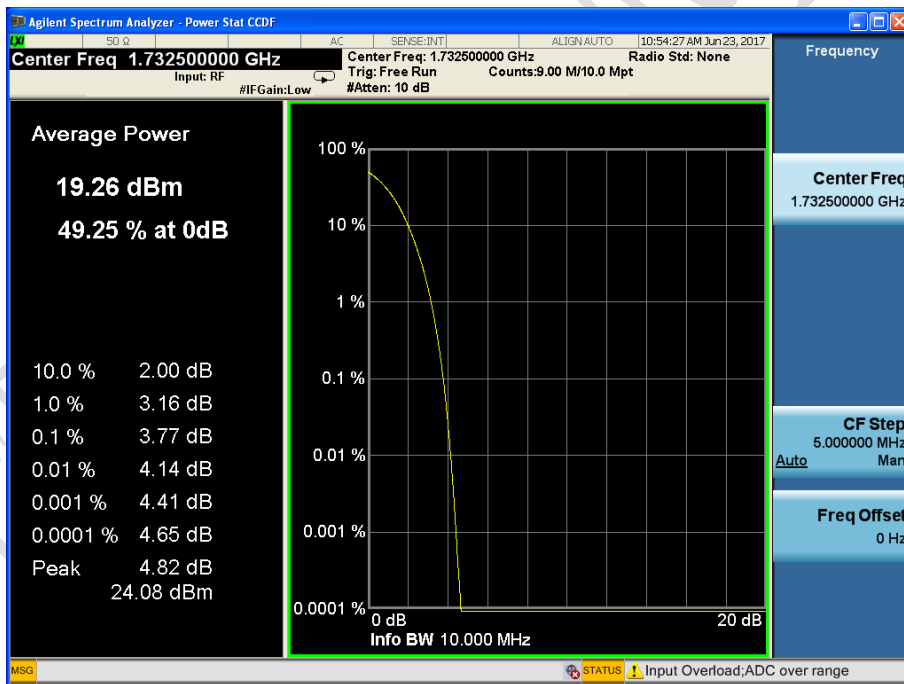 Agilent Spectrum Analyzer - Power Stat CCDF
LXI 50 Ω AC SENSE:INT ALIGN AUTO 10:54:27 AM Jun 23, 2017
Center Freq 1.732500000 GHz
Center Freq: 1.732500000 GHz Radio Std: None
Input: RF
Trig: Free Run Counts:9.00 M/10.0 Mpt
#IFGain:Low
#Atten: 10 dB
Frequency
Average Power
19.26 dBm
49.25 % at 0dB
10.0 % 2.00 dB
1.0 % 3.16 dB
0.1 % 3.77 dB
0.01 % 4.14 dB
0.001 % 4.41 dB
0.0001 % 4.65 dB
Peak 4.82 dB
24.08 dBm
100 %
10 %
1 %
0.1 %
0.01 %
0.001 %
0.0001 %
0 dB 20 dB
Info BW 10.000 MHz
Center Freq
1.732500000 GHz
CF Step
5.000000 MHz
Auto Man
Freq Offset
0 Hz
MSG STATUS Input Overload;ADC over range